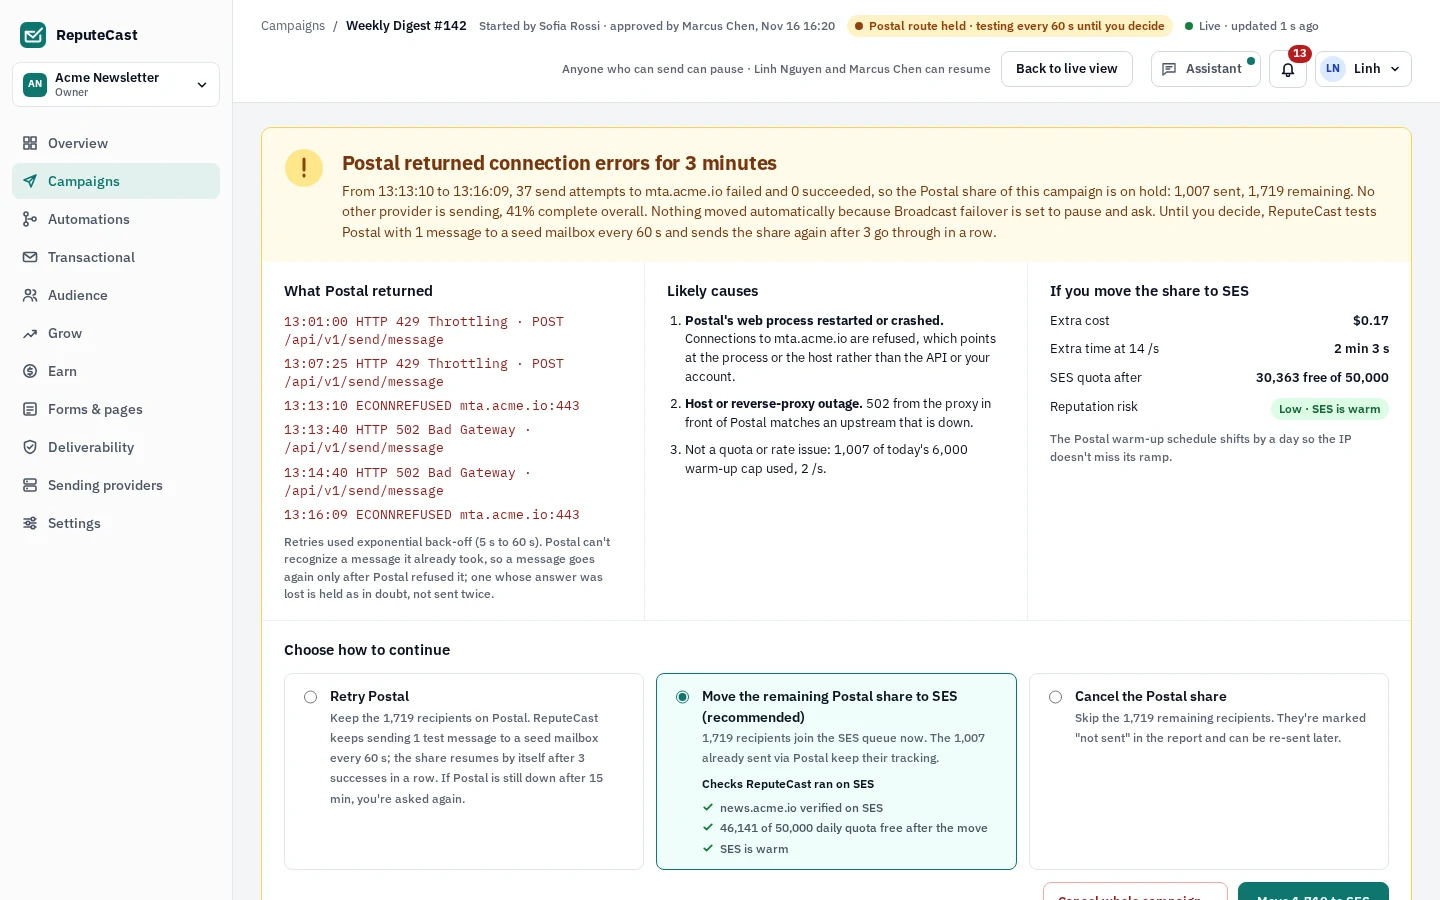 ReputeCast
AN
Acme Newsletter
Owner
Overview
Campaigns
Automations
Transactional
Audience
Grow
Earn
Forms & pages
Deliverability
Sending providers
Settings
Campaigns / Weekly Digest #142 Started by Sofia Rossi · approved by Marcus Chen, Nov 16 16:20 Postal route held · testing every 60 s until you decide Live · updated 1 s ago
Anyone who can send can pause · Linh Nguyen and Marcus Chen can resume Back to live view Assistant 13 LN Linh
Postal returned connection errors for 3 minutes
From 13:13:10 to 13:16:09, 37 send attempts to mta.acme.io failed and 0 succeeded, so the Postal share of this campaign is on hold: 1,007 sent, 1,719 remaining. No
other provider is sending, 41% complete overall. Nothing moved automatically because Broadcast failover is set to pause and ask. Until you decide, ReputeCast tests
Postal with 1 message to a seed mailbox every 60 s and sends the share again after 3 go through in a row.
What Postal returned
13:01:00 HTTP 429 Throttling · POST
/api/v1/send/message
13:07:25 HTTP 429 Throttling · POST
/api/v1/send/message
13:13:10 ECONNREFUSED mta.acme.io:443
13:13:40 HTTP 502 Bad Gateway ·
/api/v1/send/message
13:14:40 HTTP 502 Bad Gateway ·
/api/v1/send/message
13:16:09 ECONNREFUSED mta.acme.io:443
Retries used exponential back-off (5 s to 60 s). Postal can't
recognize a message it already took, so a message goes
again only after Postal refused it; one whose answer was
lost is held as in doubt, not sent twice.
Likely causes
1. Postal's web process restarted or crashed.
Connections to mta.acme.io are refused, which points
at the process or the host rather than the API or your
account.
2. Host or reverse-proxy outage. 502 from the proxy in
front of Postal matches an upstream that is down.
3. Not a quota or rate issue: 1,007 of today's 6,000
warm-up cap used, 2 /s.
If you move the share to SES
Extra cost $0.17
Extra time at 14 /s 2 min 3 s
SES quota after 30,363 free of 50,000
Reputation risk Low · SES is warm
The Postal warm-up schedule shifts by a day so the IP
doesn't miss its ramp.
Choose how to continue
Retry Postal
Keep the 1,719 recipients on Postal. ReputeCast
keeps sending 1 test message to a seed mailbox
every 60 s; the share resumes by itself after 3
successes in a row. If Postal is still down after 15
min, you're asked again.
Move the remaining Postal share to SES
(recommended)
1,719 recipients join the SES queue now. The 1,007
already sent via Postal keep their tracking.
Checks ReputeCast ran on SES
news.acme.io verified on SES
46,141 of 50,000 daily quota free after the move
SES is warm
Cancel the Postal share
Skip the 1,719 remaining recipients. They're marked
"not sent" in the report and can be re-sent later.
Cancel whole campaign
Move 1,719 to SES